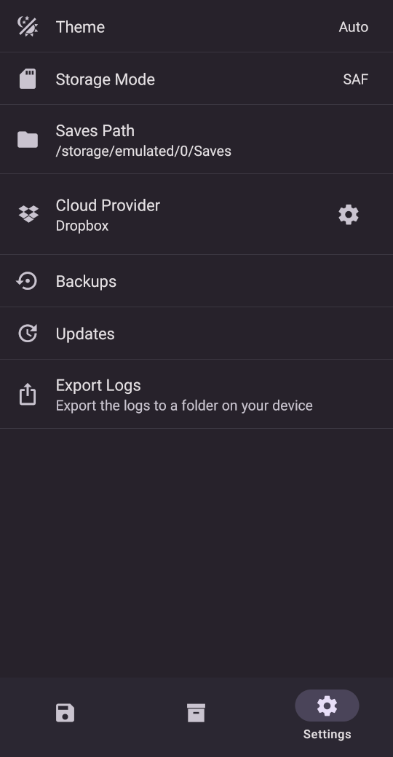 Theme
Auto
Storage Mode
SAF
Saves Path
/storage/emulated/0/Saves
Cloud Provider
Dropbox
Backups
Updates
Export Logs
Export the logs to a folder on your device
Settings